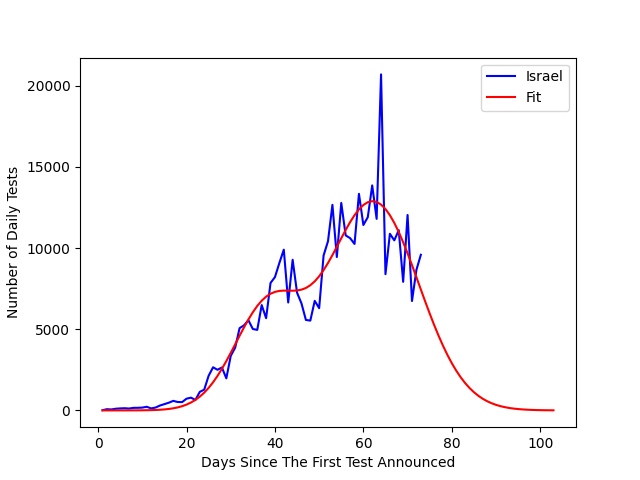 Israel
Fit
20000
15000
10000
5000
0
Number of Daily Tests
0 20 40 60 80 100
Days Since The First Test Announced